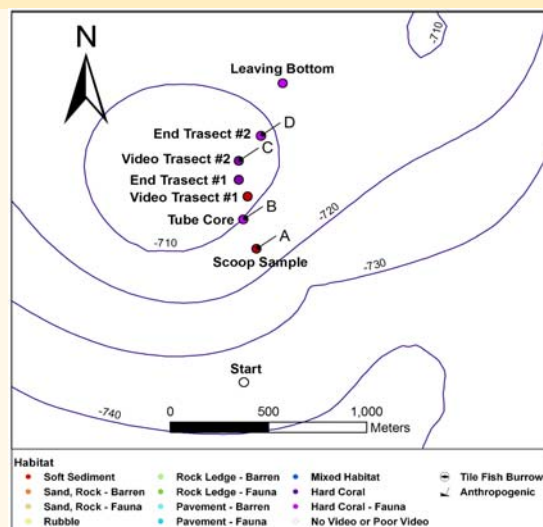 N
-710
Leaving Bottom
End Trasect #2
D
C
Video Trasect #2
End Trasect #1
Video Trasect #1
B
Tube Core
-720
A
-710
Scoop Sample
-730
Start
-740
0 500 1,000
Meters
Habitat
Soft Sediment
Sand, Rock - Barren
Sand, Rock - Fauna
Rubble
Rock Ledge - Barren
Rock Ledge - Fauna
Pavement - Barren
Pavement - Fauna
Mixed Habitat
Hard Coral
Hard Coral - Fauna
No Video or Poor Video
Tile Fish Burrow
Anthropogenic